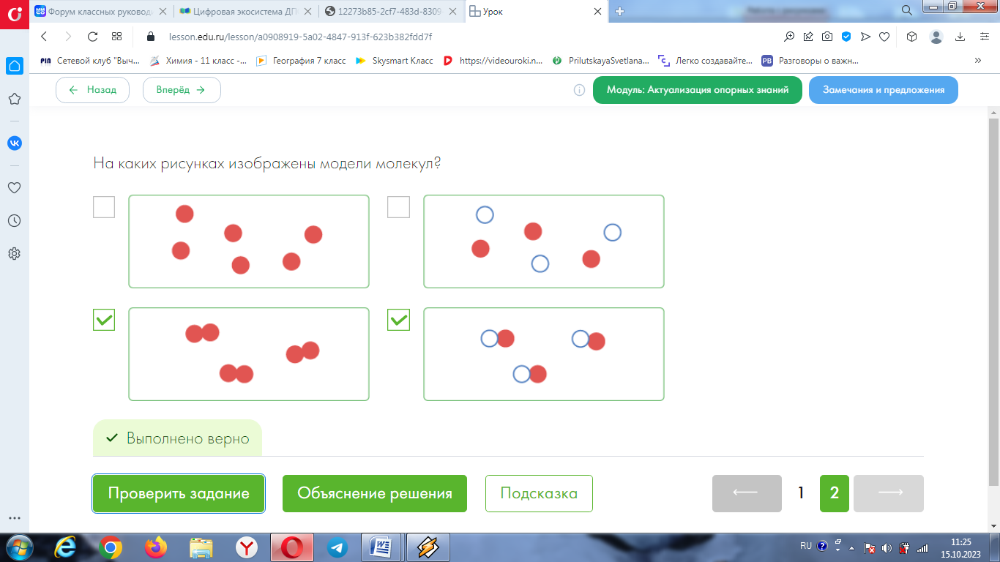 Форум классных руковод
Цифровая экосистема ДП
12273b85-2cf7-483d-8309
Урок
lesson.edu.ru/lesson/a0908919-5a02-4847-913f-623b382fdd7f
Сетевой клуб "Выч...
Химия - 11 класс -...
География 7 класс
Skysmart Класс
https://videouroki.n...
PrilutskayaSvetlana...
Легко создавайте...
РВ Разговоры о важн...
Назад
Вперёд
Модуль: Актуализация опорных знаний
Замечания и предложения
На каких рисунках изображены модели молекул?
Выполнено верно
Проверить задание
Объяснение решения
Подсказка
1
2
RU
11:25
15.10.2023